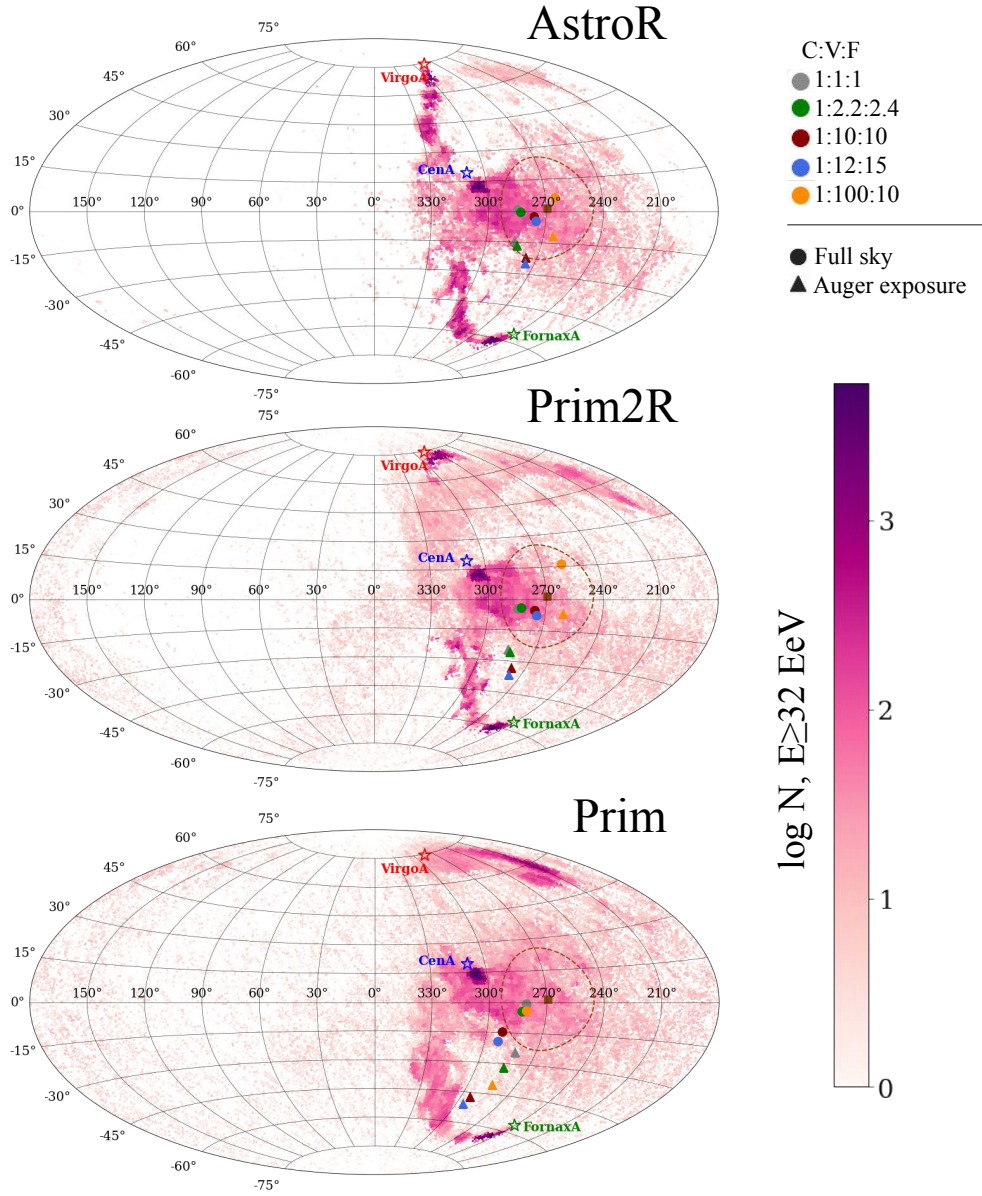 AstroR
75°
60°
45°
30°
15°
0°
-15°
-30°
-45°
-60°
-75°
VirgoA
CenA
330° 300° 270° 240° 210°
150° 120° 90° 60° 30° 0°
FornaxA
C:V:F
1:1:1
1:2.2:2.4
1:10:10
1:12:15
1:100:10
Full sky
Auger exposure
Prim2R
75°
60°
45°
30°
15°
0°
-15°
-30°
-45°
-60°
-75°
VirgoA
CenA
150° 120° 90° 60° 30° 0° 330° 300° 270° 240° 210°
FornaxA
Prim
60°
45°
30°
15°
0°
-15°
-30°
-45°
-60°
-75°
VirgoA
CenA
150° 120° 90° 60° 30° 0° 330° 300° 270° 240° 210°
FornaxA
log N, E≥32 EeV
3
2
1
0